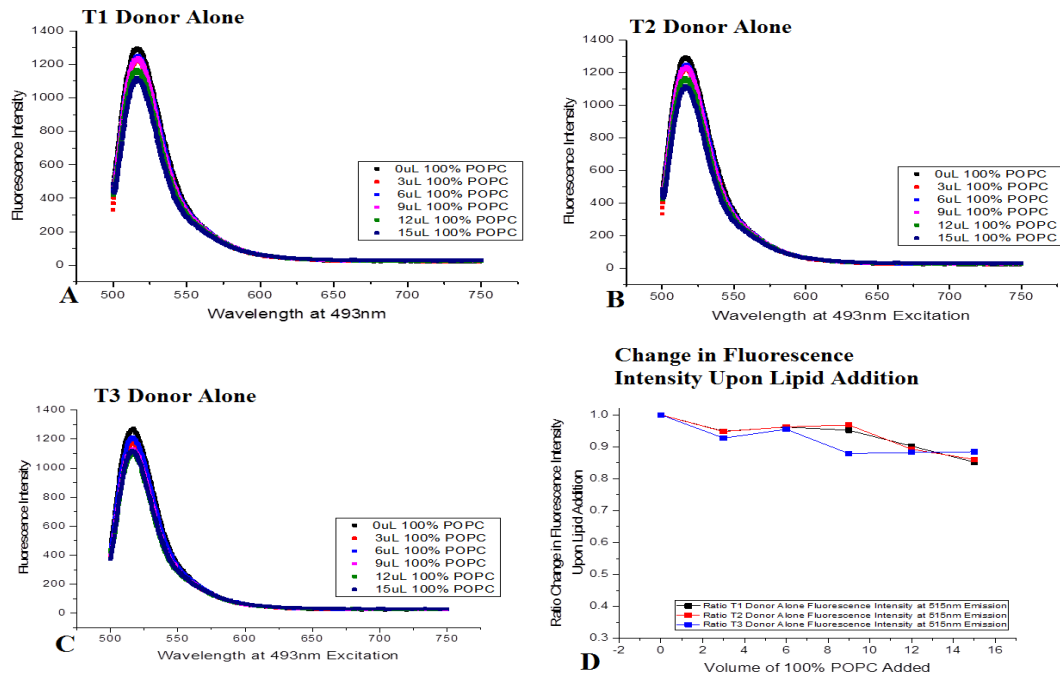 T1 Donor Alone
1400
1200
1000
800
600
400
200
0
Fluorescence Intensity
0uL 100% POPC
3uL 100% POPC
6uL 100% POPC
9uL 100% POPC
12uL 100% POPC
15uL 100% POPC
500
550
600
650
700
750
A
Wavelength at 493nm
T2 Donor Alone
1400
1200
1000
800
600
400
200
0
Fluorescence Intensity
0uL 100% POPC
3uL 100% POPC
6uL 100% POPC
9uL 100% POPC
12uL 100% POPC
15uL 100% POPC
500
550
600
650
700
750
B
Wavelength at 493nm Excitation
T3 Donor Alone
1400
1200
1000
800
600
400
200
0
Fluorescence Intensity
0uL 100% POPC
3uL 100% POPC
6uL 100% POPC
9uL 100% POPC
12uL 100% POPC
15uL 100% POPC
500
550
600
650
700
750
C
Wavelength at 493nm Excitation
Change in Fluorescence
Intensity Upon Lipid Addition
1.0
0.9
0.8
0.7
0.6
0.5
0.4
0.3
Ratio Change in Fluorescence Intensity
Upon Lipid Addition
Ratio T1 Donor Alone Fluorescence Intensity at 515nm Emission
Ratio T2 Donor Alone Fluorescence Intensity at 515nm Emission
Ratio T3 Donor Alone Fluorescence Intensity at 515nm Emission
-2
0
2
4
6
8
10
12
14
16
D
Volume of 100% POPC Added